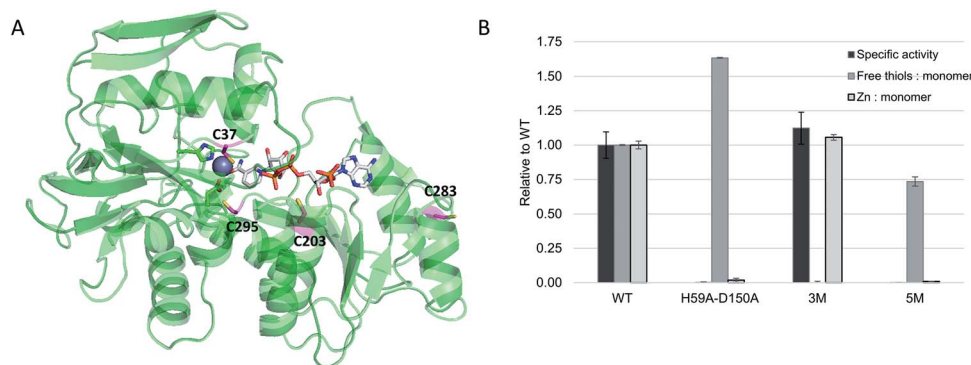 A
C37
C283
C295
C203
B
Relative to WT
1.75
1.50
1.25
1.00
0.75
0.50
0.25
0.00
Specific activity
Free thiols : monomer
Zn : monomer
WT
H59A-D150A
3M
5M